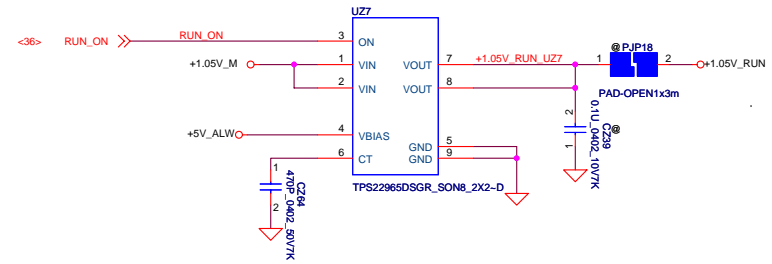 UZ7
<36> RUN_ON RUN_ON 3 ON
+1.05V_M 1 VIN VOUT 7 +1.05V_RUN_UZ7 1 @ PJP18 2 +1.05V_RUN
2 VIN VOUT 8
PAD-OPEN1x3m
+5V_ALW 4 VBIAS
6 CT GND 5
GND 9
2 1 CZ39 @
0.1U_0402_10V7K
1 2 CZ64
470P_0402_50V7K
TPS22965DSGR_SON8_2X2~D